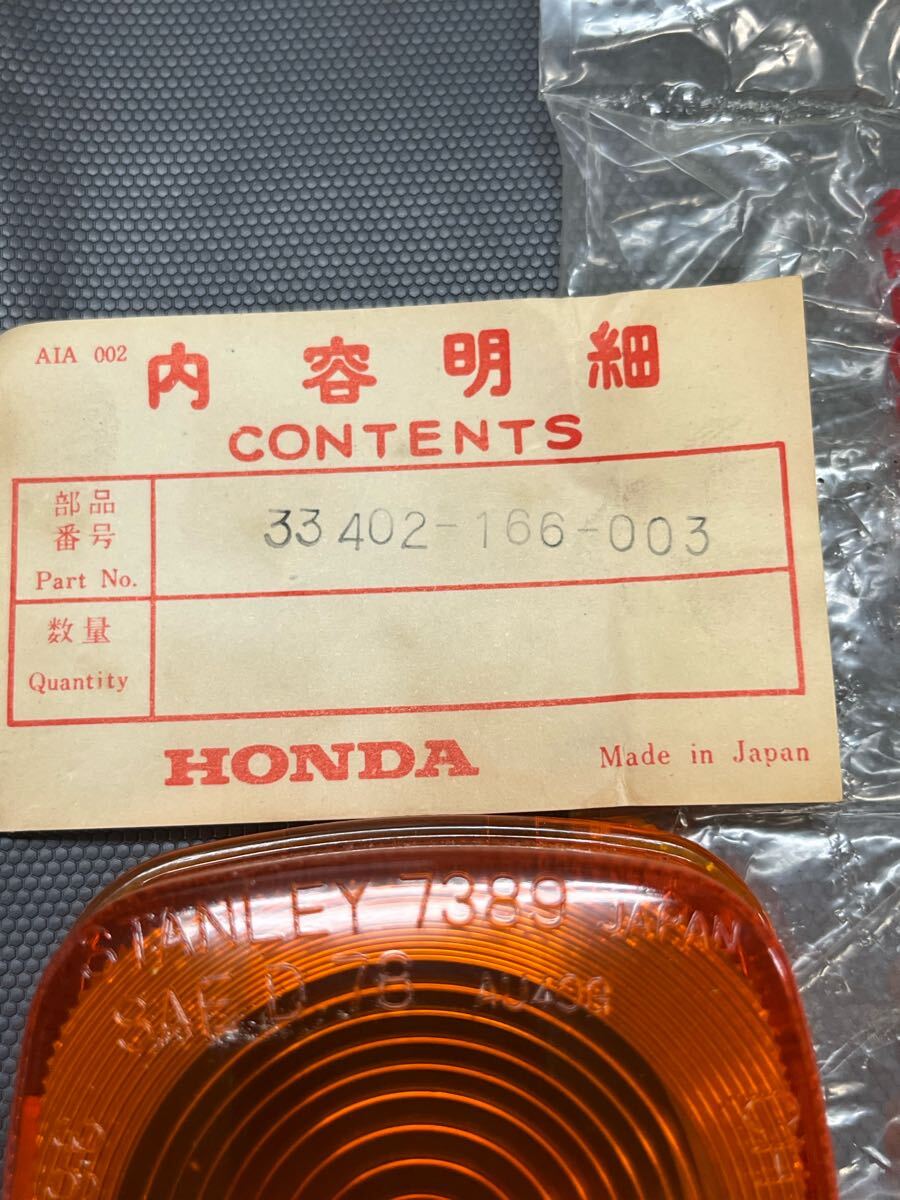 AIA 002
内容明細
CONTENTS
部品
番号
Part No.
33402-166-003
数量
Quantity
HONDA
Made in Japan
STANLEY 7389 JAPAN
SAE D 78 AU43G